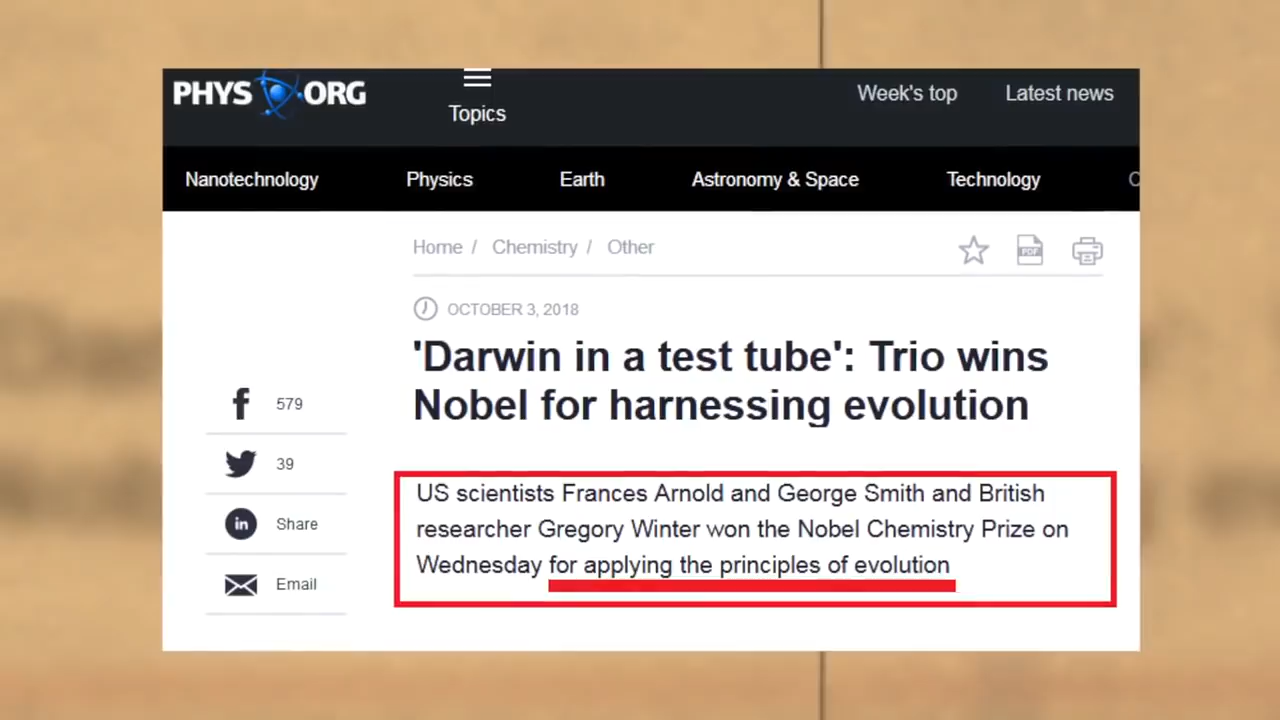 PHYS ORG
Topics
Week's top
Latest news
Nanotechnology
Physics
Earth
Astronomy & Space
Technology
Home / Chemistry / Other
PDF
OCTOBER 3, 2018
'Darwin in a test tube': Trio wins
Nobel for harnessing evolution
579
39
in Share
Email
US scientists Frances Arnold and George Smith and British
researcher Gregory Winter won the Nobel Chemistry Prize on
Wednesday for applying the principles of evolution